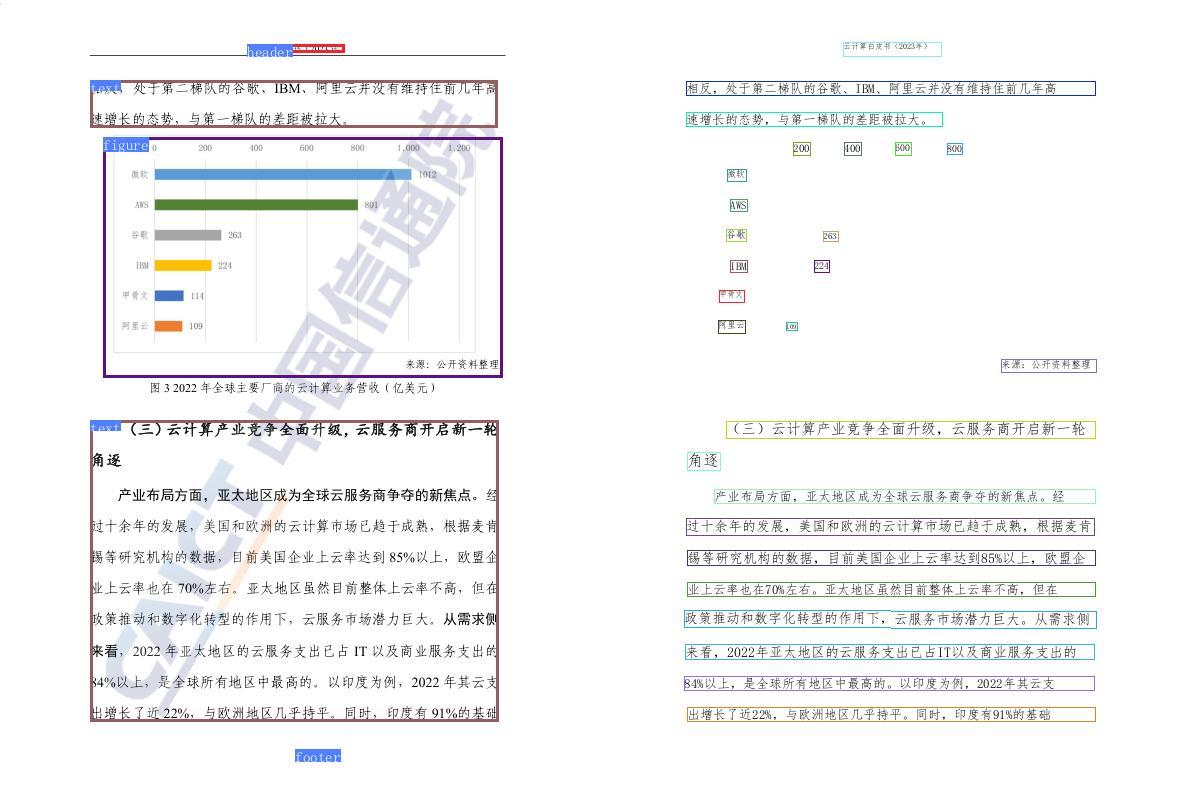 header
text
相反，处于第二梯队的谷歌、IBM、阿里云并没有维持住前几年高
速增长的态势，与第一梯队的差距被拉大。
figure
0 200 400 600 800 1,000 1,200
微软 1012
AWS 801
谷歌 263
IBM 224
甲骨文 114
阿里云 109
来源：公开资料整理
图 3 2022 年全球主要厂商的云计算业务营收（亿美元）
text
（三）云计算产业竞争全面升级，云服务商开启新一轮
角逐
产业布局方面，亚太地区成为全球云服务商争夺的新焦点。经
过十余年的发展，美国和欧洲的云计算市场已趋于成熟，根据麦肯
锡等研究机构的数据，目前美国企业上云率达到 85%以上，欧盟企
业上云率也在 70%左右。亚太地区虽然目前整体上云率不高，但在
政策推动和数字化转型的作用下，云服务市场潜力巨大。从需求侧
来看，2022 年亚太地区的云服务支出已占 IT 以及商业服务支出的
84%以上，是全球所有地区中最高的。以印度为例，2022 年其云支
出增长了近 22%，与欧洲地区几乎持平。同时，印度有 91%的基础
footer
CAICT 中国信通院
云计算白皮书（2023年）
相反，处于第二梯队的谷歌、IBM、阿里云并没有维持住前几年高
速增长的态势，与第一梯队的差距被拉大。
200 400 600 800
微软
AWS
谷歌 263
IBM 224
甲骨文
阿里云 109
来源：公开资料整理
（三）云计算产业竞争全面升级，云服务商开启新一轮
角逐
产业布局方面，亚太地区成为全球云服务商争夺的新焦点。经
过十余年的发展，美国和欧洲的云计算市场已趋于成熟，根据麦肯
锡等研究机构的数据，目前美国企业上云率达到85%以上，欧盟企
业上云率也在70%左右。亚太地区虽然目前整体上云率不高，但在
政策推动和数字化转型的作用下，云服务市场潜力巨大。从需求侧
来看，2022年亚太地区的云服务支出已占IT以及商业服务支出的
84%以上，是全球所有地区中最高的。以印度为例，2022年其云支
出增长了近22%，与欧洲地区几乎持平。同时，印度有91%的基础